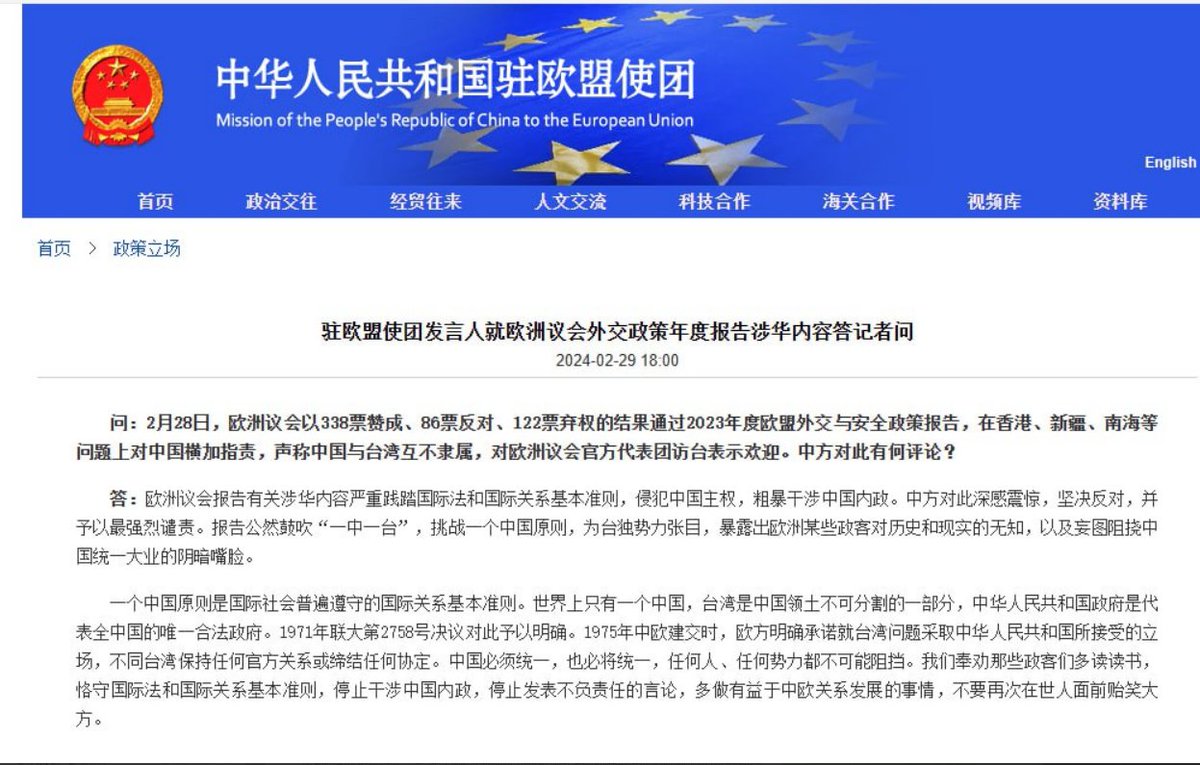 中华人民共和国驻欧盟使团
Mission of the People's Republic of China to the European Union
English
首页 政治交往 经贸往来 人文交流 科技合作 海关合作 视频库 资料库
首页 > 政策立场
驻欧盟使团发言人就欧洲议会外交政策年度报告涉华内容答记者问
2024-02-29 18:00
问：2月28日，欧洲议会以338票赞成、86票反对、122票弃权的结果通过2023年度欧盟外交与安全政策报告，在香港、新疆、南海等
问题上对中国横加指责，声称中国与台湾互不隶属，对欧洲议会官方代表团访台表示欢迎。中方对此有何评论？
答：欧洲议会报告有关涉华内容严重践踏国际法和国际关系基本准则，侵犯中国主权，粗暴干涉中国内政。中方对此深感震惊，坚决反对，并
予以最强烈谴责。报告公然鼓吹“一中一台”，挑战一个中国原则，为台独势力张目，暴露出欧洲某些政客对历史和现实的无知，以及妄图阻挠中
国统一大业的阴暗嘴脸。
一个中国原则是国际社会普遍遵守的国际关系基本准则。世界上只有一个中国，台湾是中国领土不可分割的一部分，中华人民共和国政府是代
表全中国的唯一合法政府。1971年联大第2758号决议对此予以明确。1975年中欧建交时，欧方明确承诺就台湾问题采取中华人民共和国所接受的立
场，不同台湾保持任何官方关系或缔结任何协定。中国必须统一，也必将统一，任何人、任何势力都不可能阻挡。我们奉劝那些政客们多读读书，
恪守国际法和国际关系基本准则，停止干涉中国内政，停止发表不负责任的言论，多做有益于中欧关系发展的事情，不要再次在世人面前贻笑大
方。